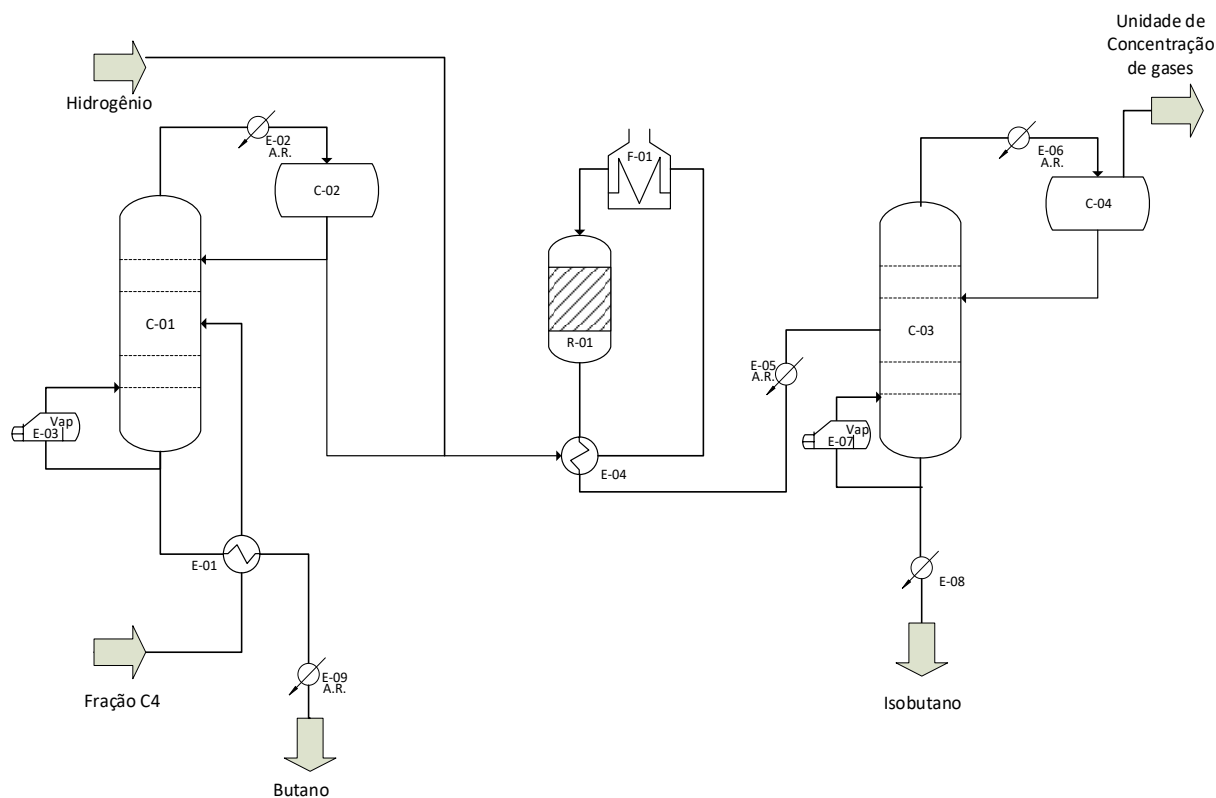 Unidade de
Concentração
de gases
Hidrogênio
E-02
A.R.
C-02
F-01
E-06
A.R.
C-04
C-01
R-01
C-03
E-05
A.R.
Vap
E-03
Vap
E-07
E-04
E-01
E-08
E-09
A.R.
Fração C4
Isobutano
Butano